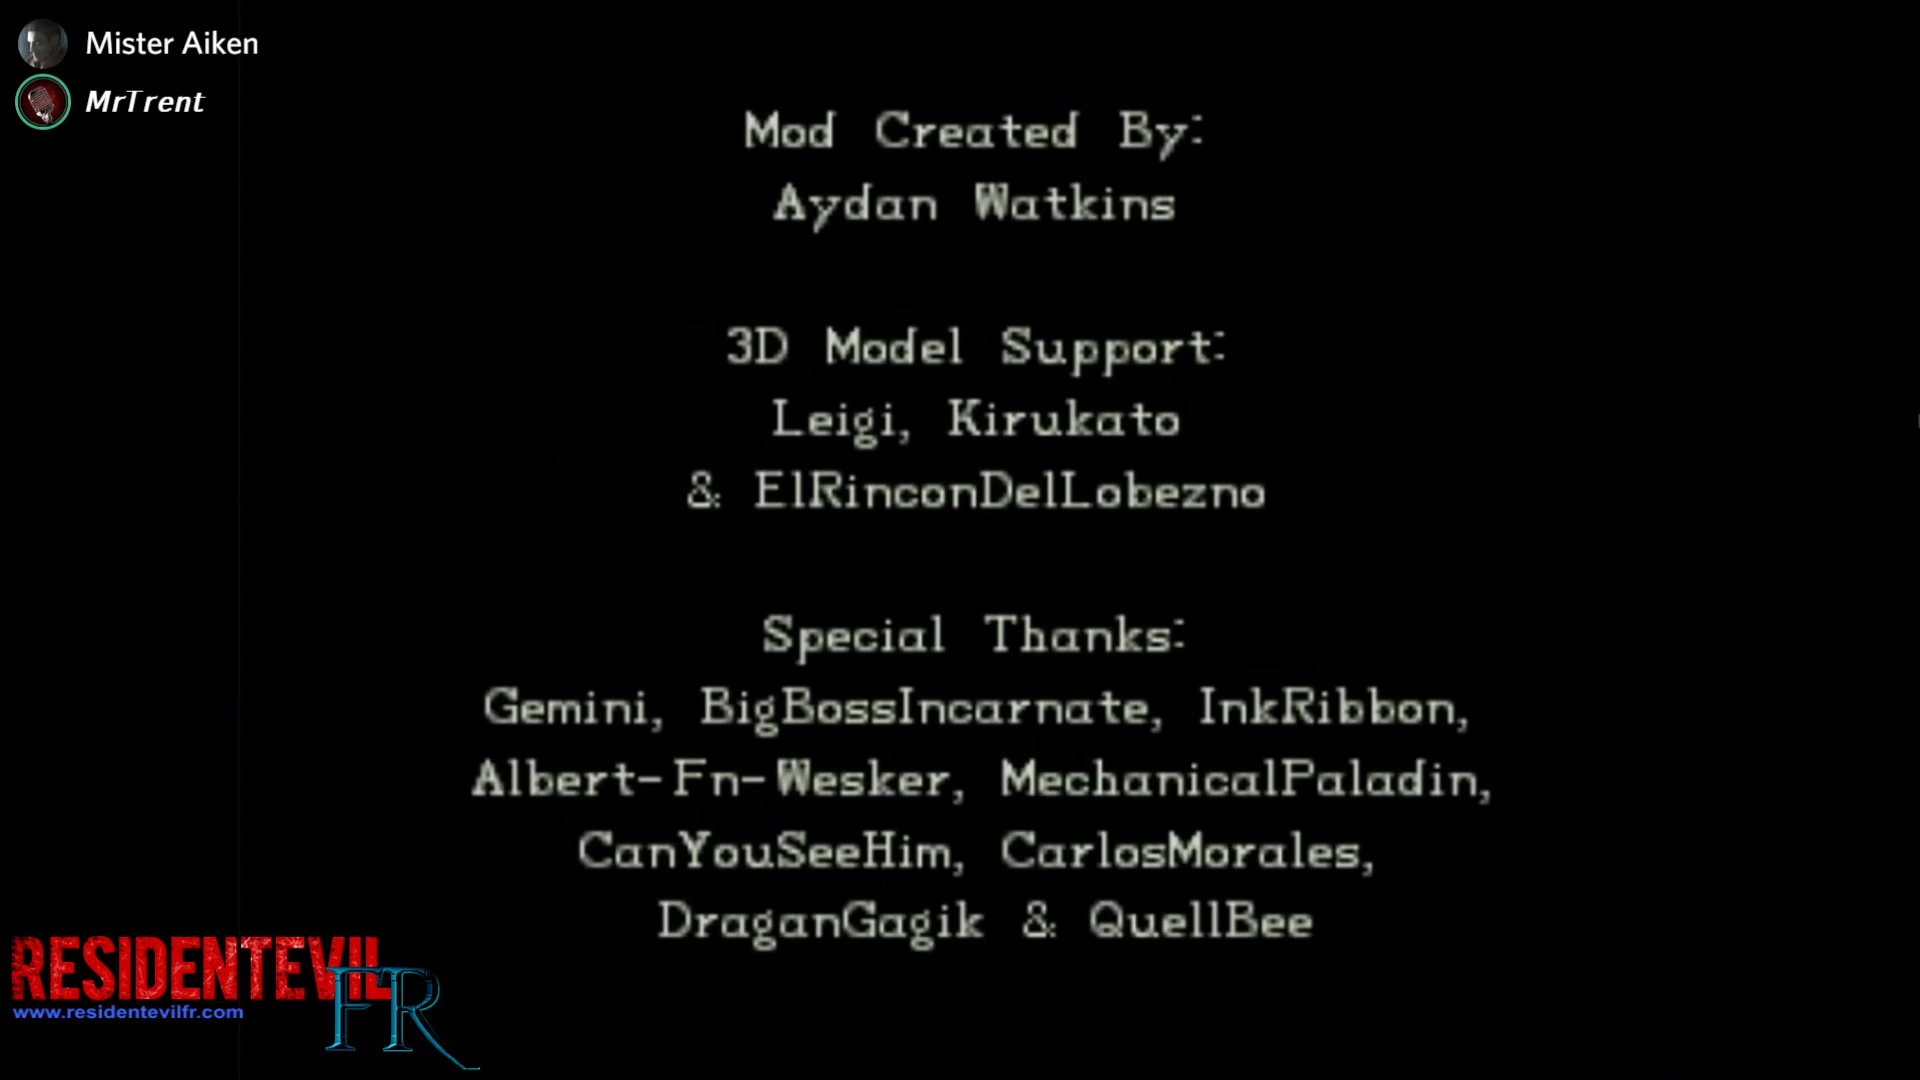 Mister Aiken
MrTrent
Mod Created By:
Aydan Watkins
3D Model Support:
Leigi, Kirukato
& ElRinconDelLobezno
Special Thanks:
Gemini, BigBossIncarnate, InkRibbon,
Albert-Fn-Wesker, MechanicalPaladin,
CanYouSeeHim, CarlosMorales,
DraganGagik & QuellBee
RESIDENTEVIL
FR
www.residentevilfr.com